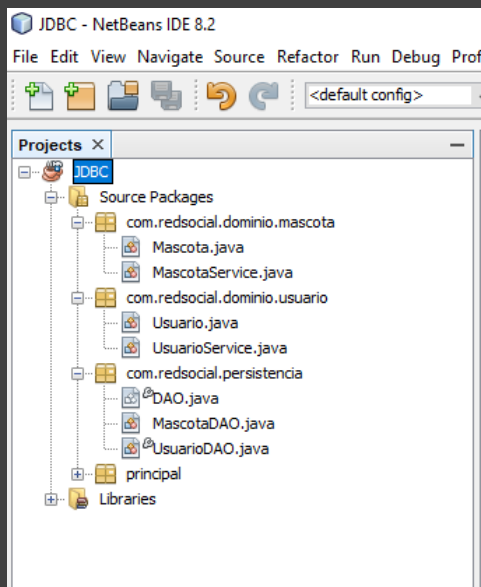 JDBC - NetBeans IDE 8.2
File Edit View Navigate Source Refactor Run Debug Prof
<default config>
Projects
JDBC
Source Packages
com.redsocial.dominio.mascota
Mascota.java
MascotaService.java
com.redsocial.dominio.usuario
Usuario.java
UsuarioService.java
com.redsocial.persistencia
DAO.java
MascotaDAO.java
UsuarioDAO.java
principal
Libraries